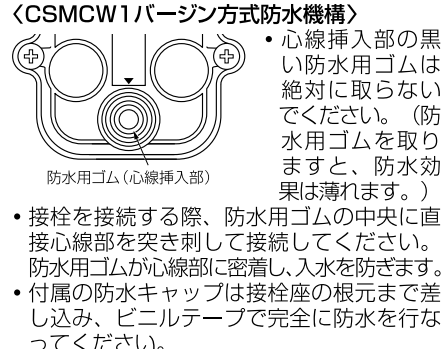 〈CSMCW1バージン方式防水機構〉
防水用ゴム（心線挿入部）
• 心線挿入部の黒
い防水用ゴムは
絶対に取らない
でください。（防
水用ゴムを取り
ますと、防水効
果は薄れます。）
• 接栓を接続する際、防水用ゴムの中央に直
接心線部を突き刺して接続してください。
防水用ゴムが心線部に密着し、入水を防ぎます。
• 付属の防水キャップは接栓座の根元まで差
し込み、ビニルテープで完全に防水を行な
ってください。